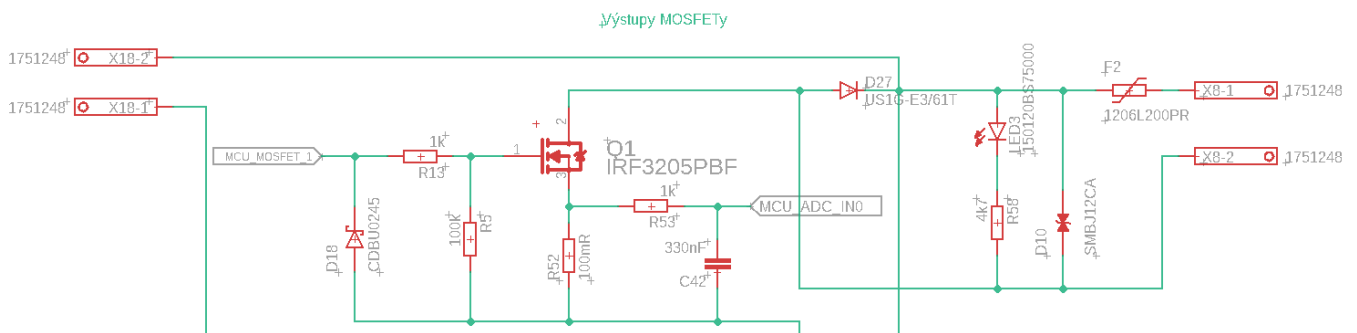 Výstupy MOSFETy
1751248
X18-2
1751248
X18-1
MCU_MOSFET_1
1k
R13
1
2
3
Q1
IRF3205PBF
D18
CDBU0245
100k
R5
R52
100mR
1k
R53
MCU_ADC_IN0
330nF
C42
D27
US1G-E3/61T
LED3
150120BS75000
4k7
R58
D10
SMBJ12CA
F2
1206L200PR
X8-1
1751248
X8-2
1751248